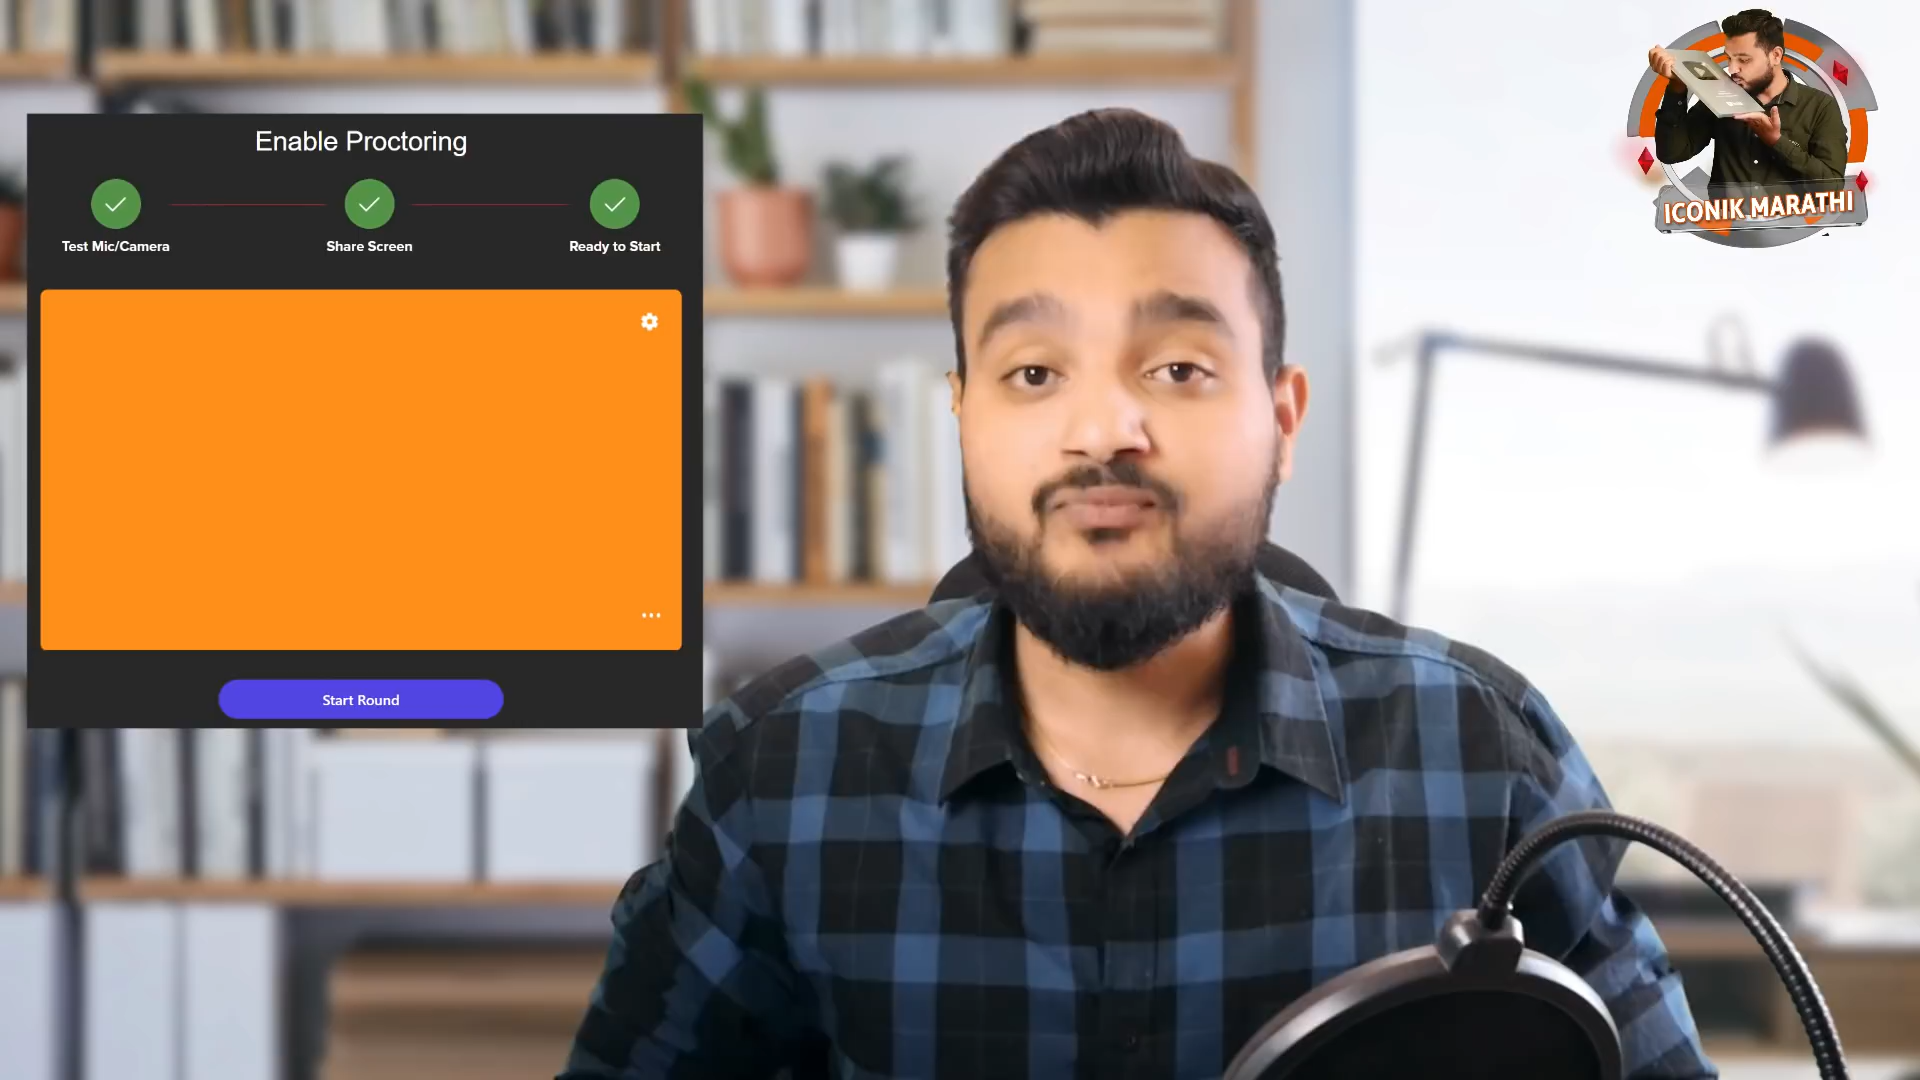 Enable Proctoring
Test Mic/Camera
Share Screen
Ready to Start
Start Round
ICONIK MARATHI